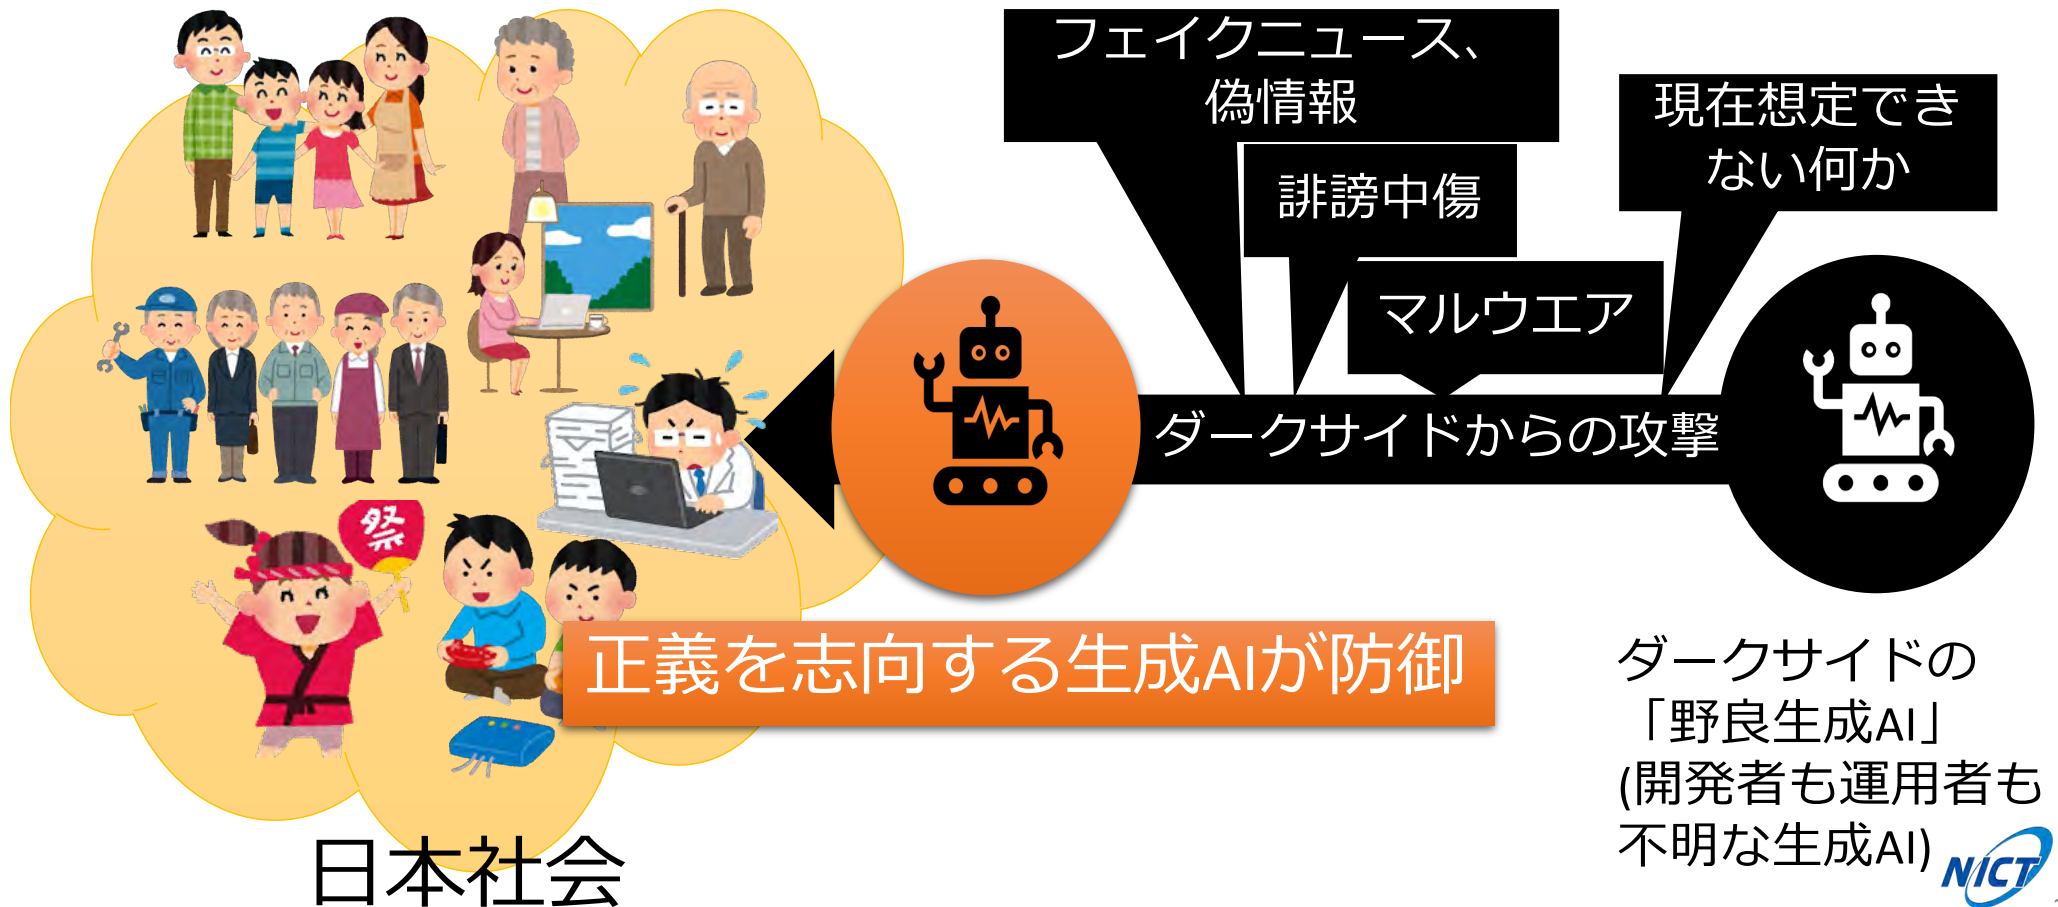 フェイクニュース、
偽情報
現在想定でき
ない何か
誹謗中傷
マルウエア
ダークサイドからの攻撃
祭
正義を志向する生成AIが防御
ダークサイドの
「野良生成AI」
(開発者も運用者も
不明な生成AI)
日本社会
NICT